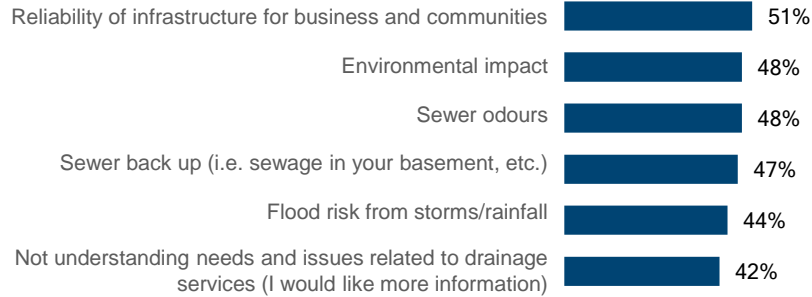 Reliability of infrastructure for business and communities 51%
Environmental impact 48%
Sewer odours 48%
Sewer back up (i.e. sewage in your basement, etc.) 47%
Flood risk from storms/rainfall 44%
Not understanding needs and issues related to drainage
services (I would like more information) 42%